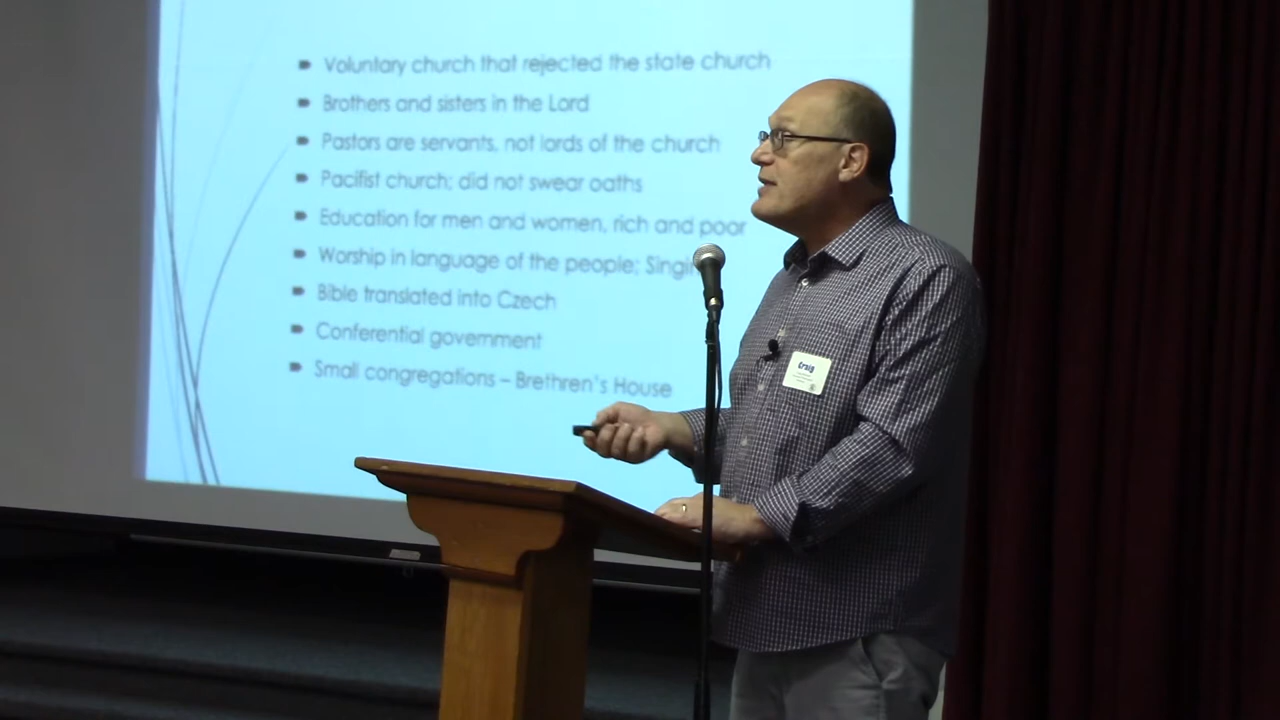 Voluntary church that rejected the state church
Brothers and sisters in the Lord
Pastors are servants, not lords of the church
Pacifist church; did not swear oaths
Education for men and women, rich and poor
Worship in language of the people; Singi
Bible translated into Czech
Conferential government
Small congregations – Brethren's House
Craig